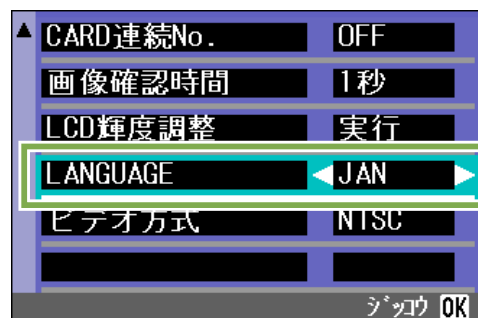 CARD連続No. OFF
画像確認時間 1秒
LCD輝度調整 実行
LANGUAGE JAN
ビデオ方式 NTSC
ジッコウ OK